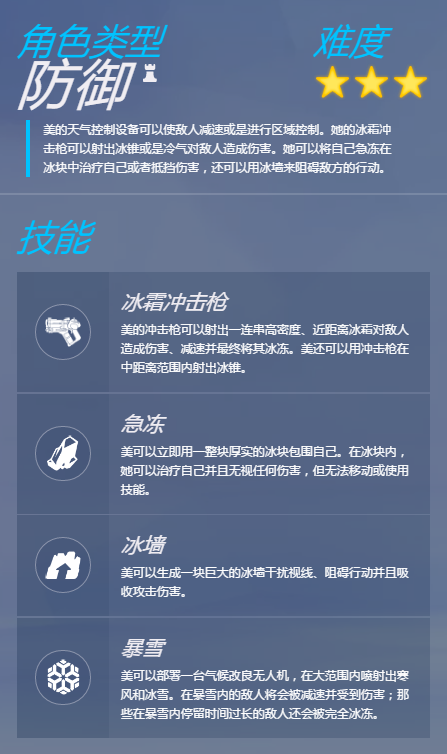 角色类型
难度
防御
美的天气控制设备可以使敌人减速或是进行区域控制。她的冰霜冲
击枪可以射出冰锥或是冷气对敌人造成伤害。她可以将自己急冻在
冰块中治疗自己或者抵挡伤害，还可以用冰墙来阻碍敌方的行动。
技能
冰霜冲击枪
美的冲击枪可以射出一连串高密度、近距离冰霜对敌人
造成伤害、减速并最终将其冰冻。美还可以用冲击枪在
中距离范围内射出冰锥。
急冻
美可以立即用一整块厚实的冰块包围自己。在冰块内，
她可以治疗自己并且无视任何伤害，但无法移动或使用
技能。
冰墙
美可以生成一块巨大的冰墙干扰视线、阻碍行动并且吸
收攻击伤害。
暴雪
美可以部署一台气候改良无人机，在大范围内喷射出寒
风和冰雪。在暴雪内的敌人将会被减速并受到伤害；那
些在暴雪内停留时间过长的敌人还会被完全冰冻。